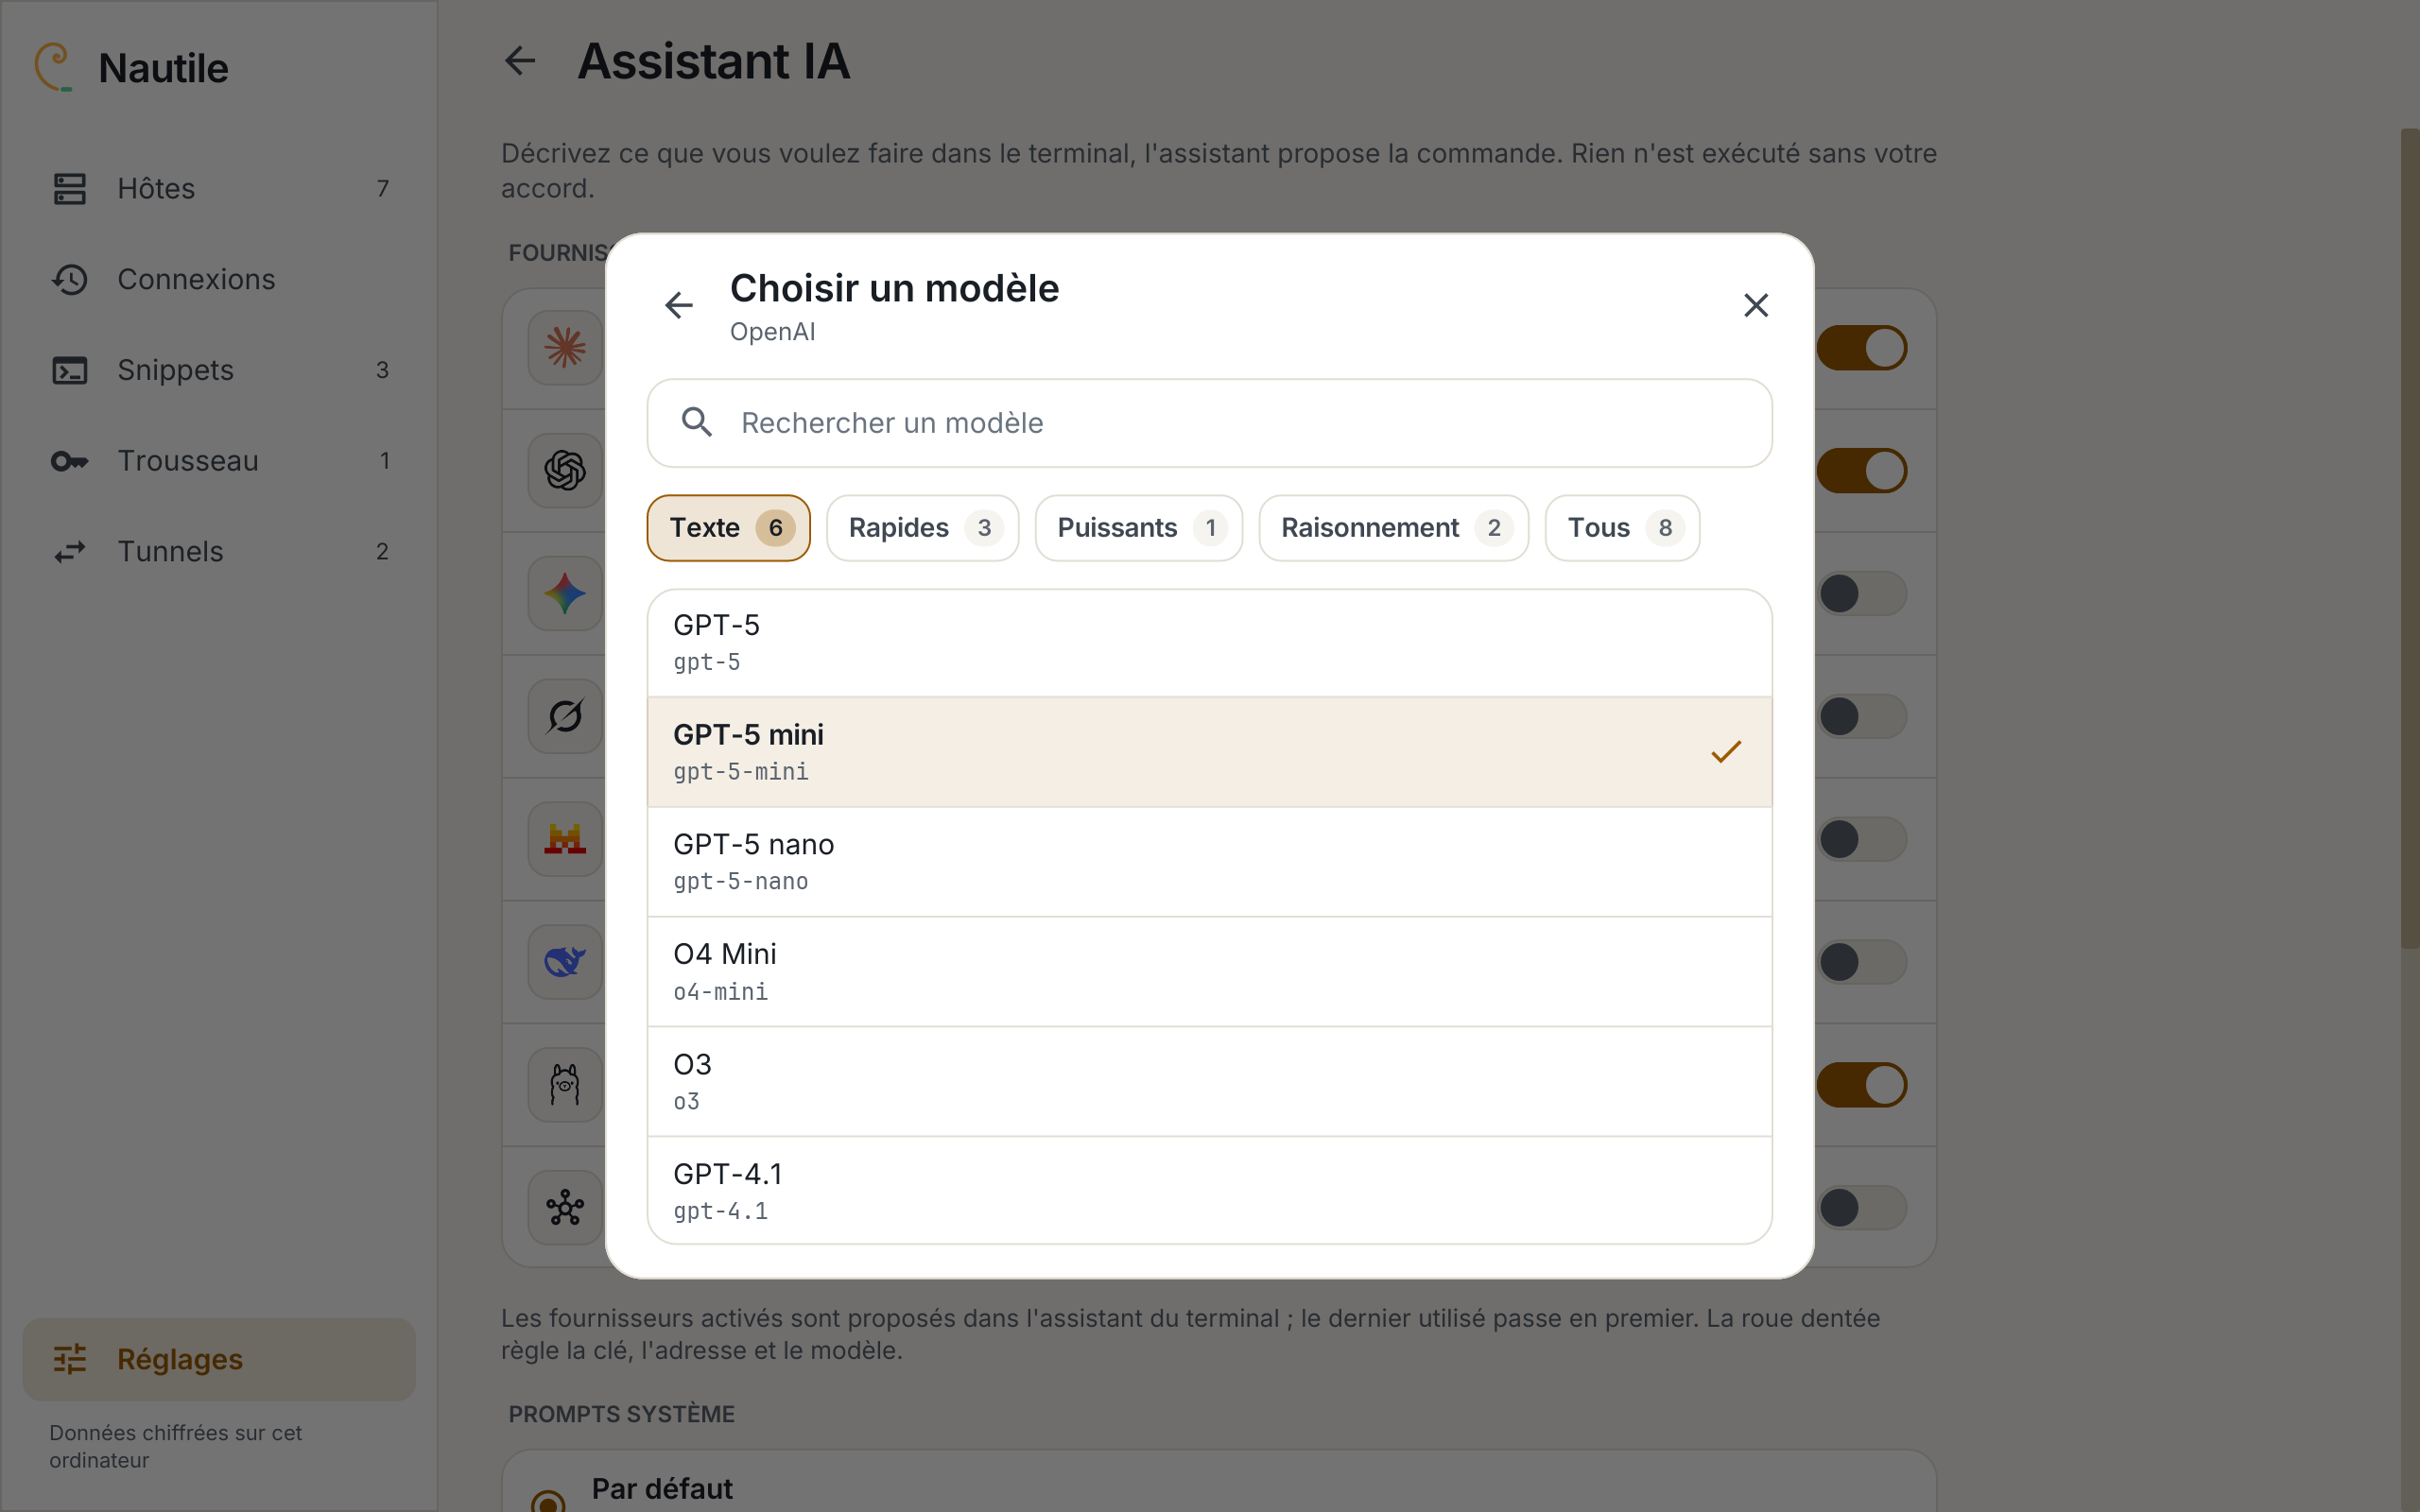 Nautile
Hôtes 7
Connexions
Snippets 3
Trousseau 1
Tunnels 2
Réglages
Données chiffrées sur cet
ordinateur
Assistant IA
Décrivez ce que vous voulez faire dans le terminal, l'assistant propose la commande. Rien n'est exécuté sans votre
accord.
FOURNIS
Choisir un modèle
OpenAI
Rechercher un modèle
Texte 6 Rapides 3 Puissants 1 Raisonnement 2 Tous 8
GPT-5
gpt-5
GPT-5 mini
gpt-5-mini
GPT-5 nano
gpt-5-nano
O4 Mini
o4-mini
O3
o3
GPT-4.1
gpt-4.1
Les fournisseurs activés sont proposés dans l'assistant du terminal ; le dernier utilisé passe en premier. La roue dentée
règle la clé, l'adresse et le modèle.
PROMPTS SYSTÈME
Par défaut